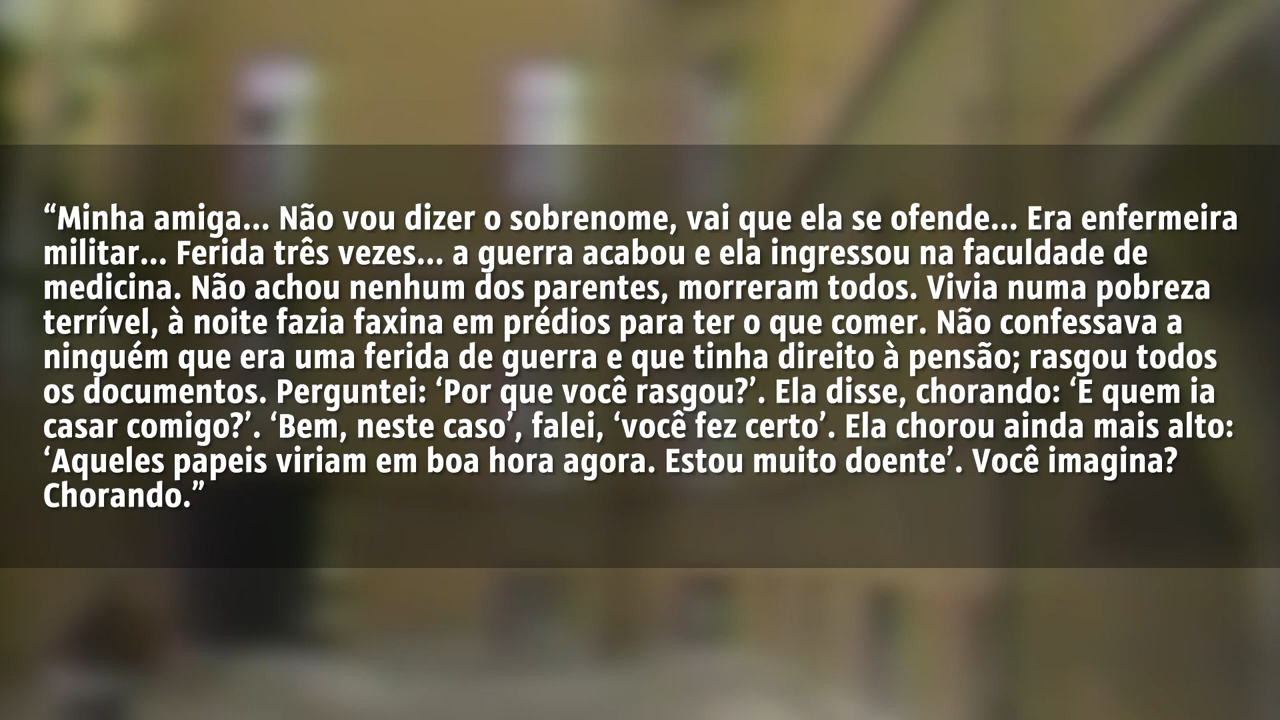 “Minha amiga... Não vou dizer o sobrenome, vai que ela se ofende... Era enfermeira
militar... Ferida três vezes... a guerra acabou e ela ingressou na faculdade de
medicina. Não achou nenhum dos parentes, morreram todos. Vivia numa pobreza
terrível, à noite fazia faxina em prédios para ter o que comer. Não confessava a
ninguém que era uma ferida de guerra e que tinha direito à pensão; rasgou todos
os documentos. Perguntei: ‘Por que você rasgou?’. Ela disse, chorando: ‘E quem ia
casar comigo?’. ‘Bem, neste caso’, falei, ‘você fez certo’. Ela chorou ainda mais alto:
‘Aqueles papeis viriam em boa hora agora. Estou muito doente’. Você imagina?
Chorando.”